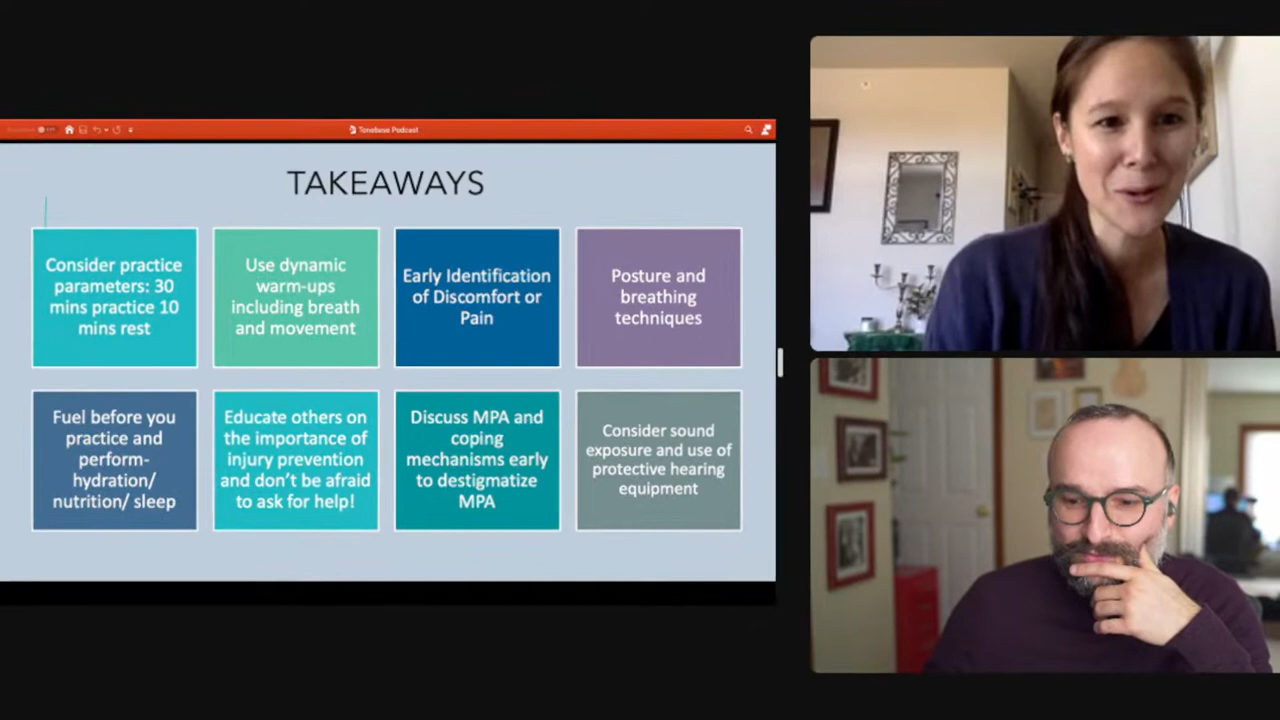 Tonebase Podcast
TAKEAWAYS
Consider practice
parameters: 30
mins practice 10
mins rest
Use dynamic
warm-ups
including breath
and movement
Early Identification
of Discomfort or
Pain
Posture and
breathing
techniques
Fuel before you
practice and
perform-
hydration/
nutrition/ sleep
Educate others on
the importance of
injury prevention
and don't be afraid
to ask for help!
Discuss MPA and
coping
mechanisms early
to destigmatize
MPA
Consider sound
exposure and use of
protective hearing
equipment